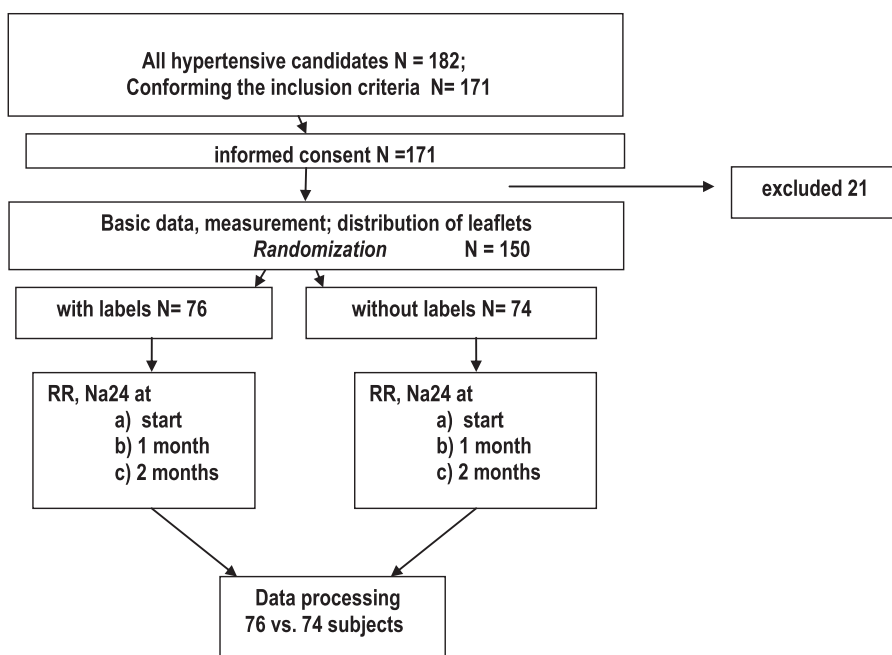 All hypertensive candidates N = 182;
Conforming the inclusion criteria N= 171
informed consent N =171
excluded 21
Basic data, measurement; distribution of leaflets
Randomization N = 150
with labels N= 76
without labels N= 74
RR, Na24 at
a) start
b) 1 month
c) 2 months
RR, Na24 at
a) start
b) 1 month
c) 2 months
Data processing
76 vs. 74 subjects